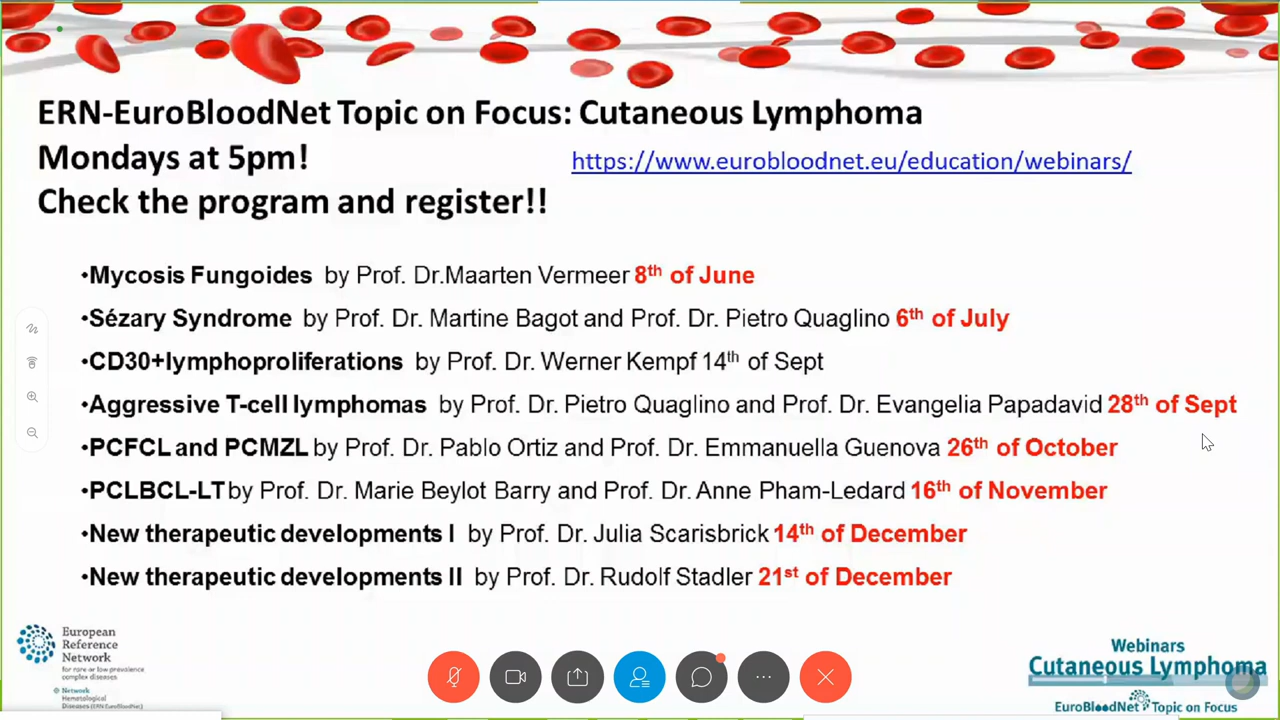 ERN-EuroBloodNet Topic on Focus: Cutaneous Lymphoma
Mondays at 5pm!
https://www.eurobloodnet.eu/education/webinars/
Check the program and register!!
•Mycosis Fungoides by Prof. Dr.Maarten Vermeer 8th of June
•Sézary Syndrome by Prof. Dr. Martine Bagot and Prof. Dr. Pietro Quaglino 6th of July
•CD30+lymphoproliferations by Prof. Dr. Werner Kempf 14th of Sept
•Aggressive T-cell lymphomas by Prof. Dr. Pietro Quaglino and Prof. Dr. Evangelia Papadavid 28th of Sept
•PCFCL and PCMZL by Prof. Dr. Pablo Ortiz and Prof. Dr. Emmanuella Guenova 26th of October
•PCLBCL-LT by Prof. Dr. Marie Beylot Barry and Prof. Dr. Anne Pham-Ledard 16th of November
•New therapeutic developments I by Prof. Dr. Julia Scarisbrick 14th of December
•New therapeutic developments II by Prof. Dr. Rudolf Stadler 21st of December
European
Reference
Network
for rare or low prevalence
complex diseases
Network
Hematological
Diseases (ERN EuroBloodNet)
Webinars
Cutaneous Lymphoma
EuroBloodNet Topic on Focus